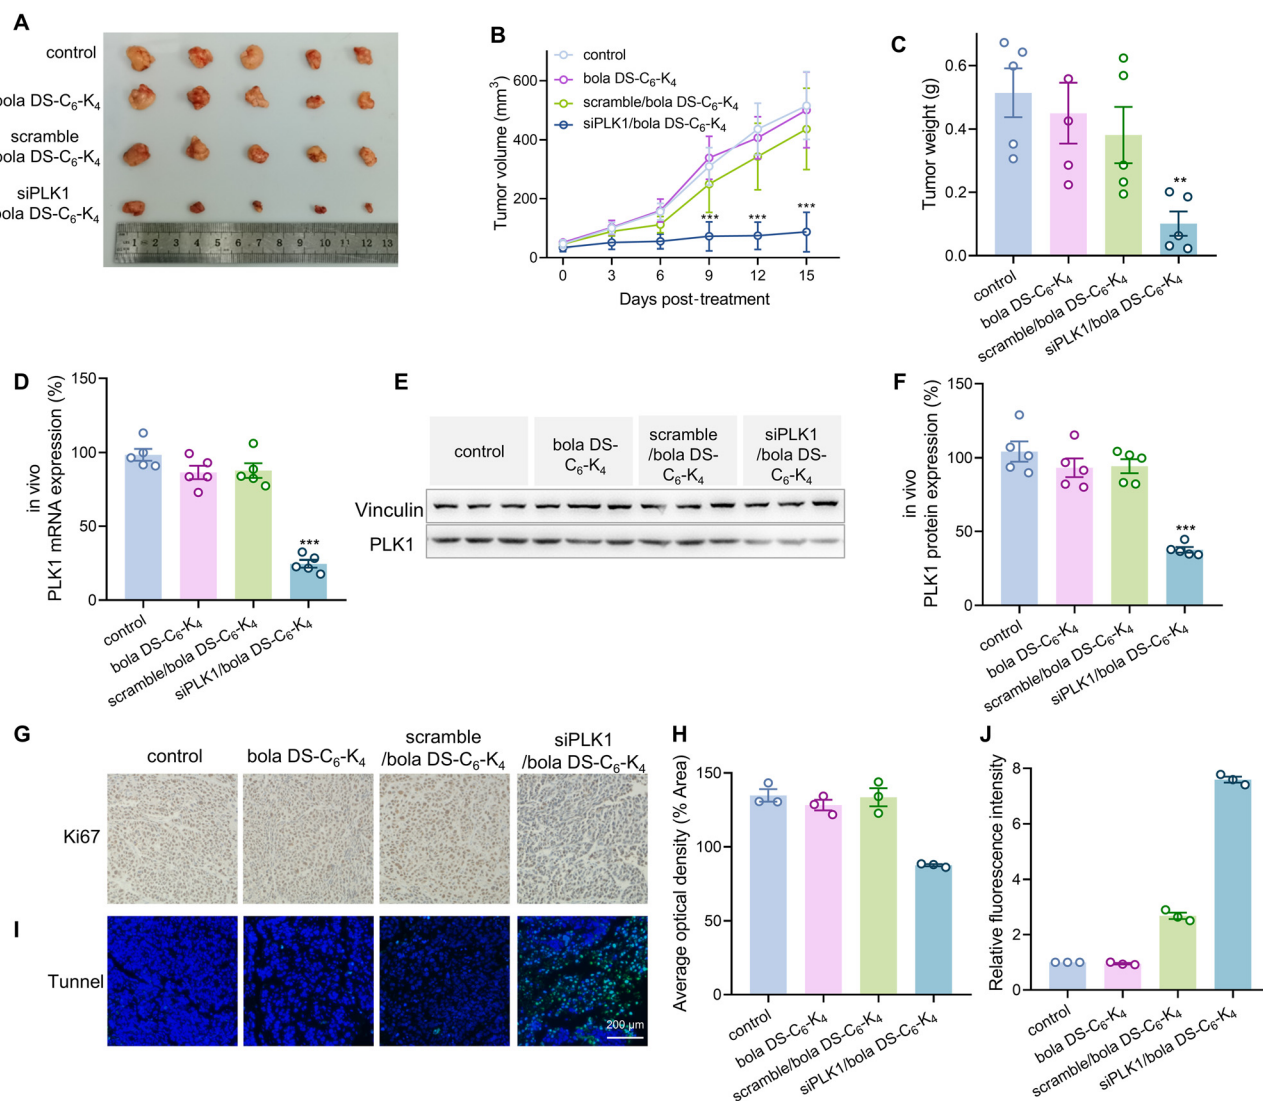 A
control
bola DS-C6-K4
scramble
bola DS-C6-K4
siPLK1
bola DS-C6-K4
1 2 3 4 5 6 7 8 9 10 11 12 13
B
control
bola DS-C6-K4
scramble/bola DS-C6-K4
siPLK1/bola DS-C6-K4
Tumor volume (mm3)
600
400
200
0
***
***
***
0 3 6 9 12 15
Days post-treatment
C
Tumor weight (g)
0.6
0.4
0.2
0.0
**
control
bola DS-C6-K4
scramble/bola DS-C6-K4
siPLK1/bola DS-C6-K4
D
in vivo
PLK1 mRNA expression (%)
150
100
50
0
***
control
bola DS-C6-K4
scramble/bola DS-C6-K4
siPLK1/bola DS-C6-K4
E
control
bola DS-
C6-K4
scramble
/bola DS-
C6-K4
siPLK1
/bola DS-
C6-K4
Vinculin
PLK1
F
in vivo
PLK1 protein expression (%)
150
100
50
0
***
control
bola DS-C6-K4
scramble/bola DS-C6-K4
siPLK1/bola DS-C6-K4
G
control
bola DS-C6-K4
scramble
/bola DS-C6-K4
siPLK1
/bola DS-C6-K4
Ki67
I
Tunnel
200 µm
H
Average optical density (% Area)
150
100
50
0
control
bola DS-C6-K4
scramble/bola DS-C6-K4
siPLK1/bola DS-C6-K4
J
Relative fluorescence intensity
8
6
4
2
0
control
bola DS-C6-K4
scramble/bola DS-C6-K4
siPLK1/bola DS-C6-K4